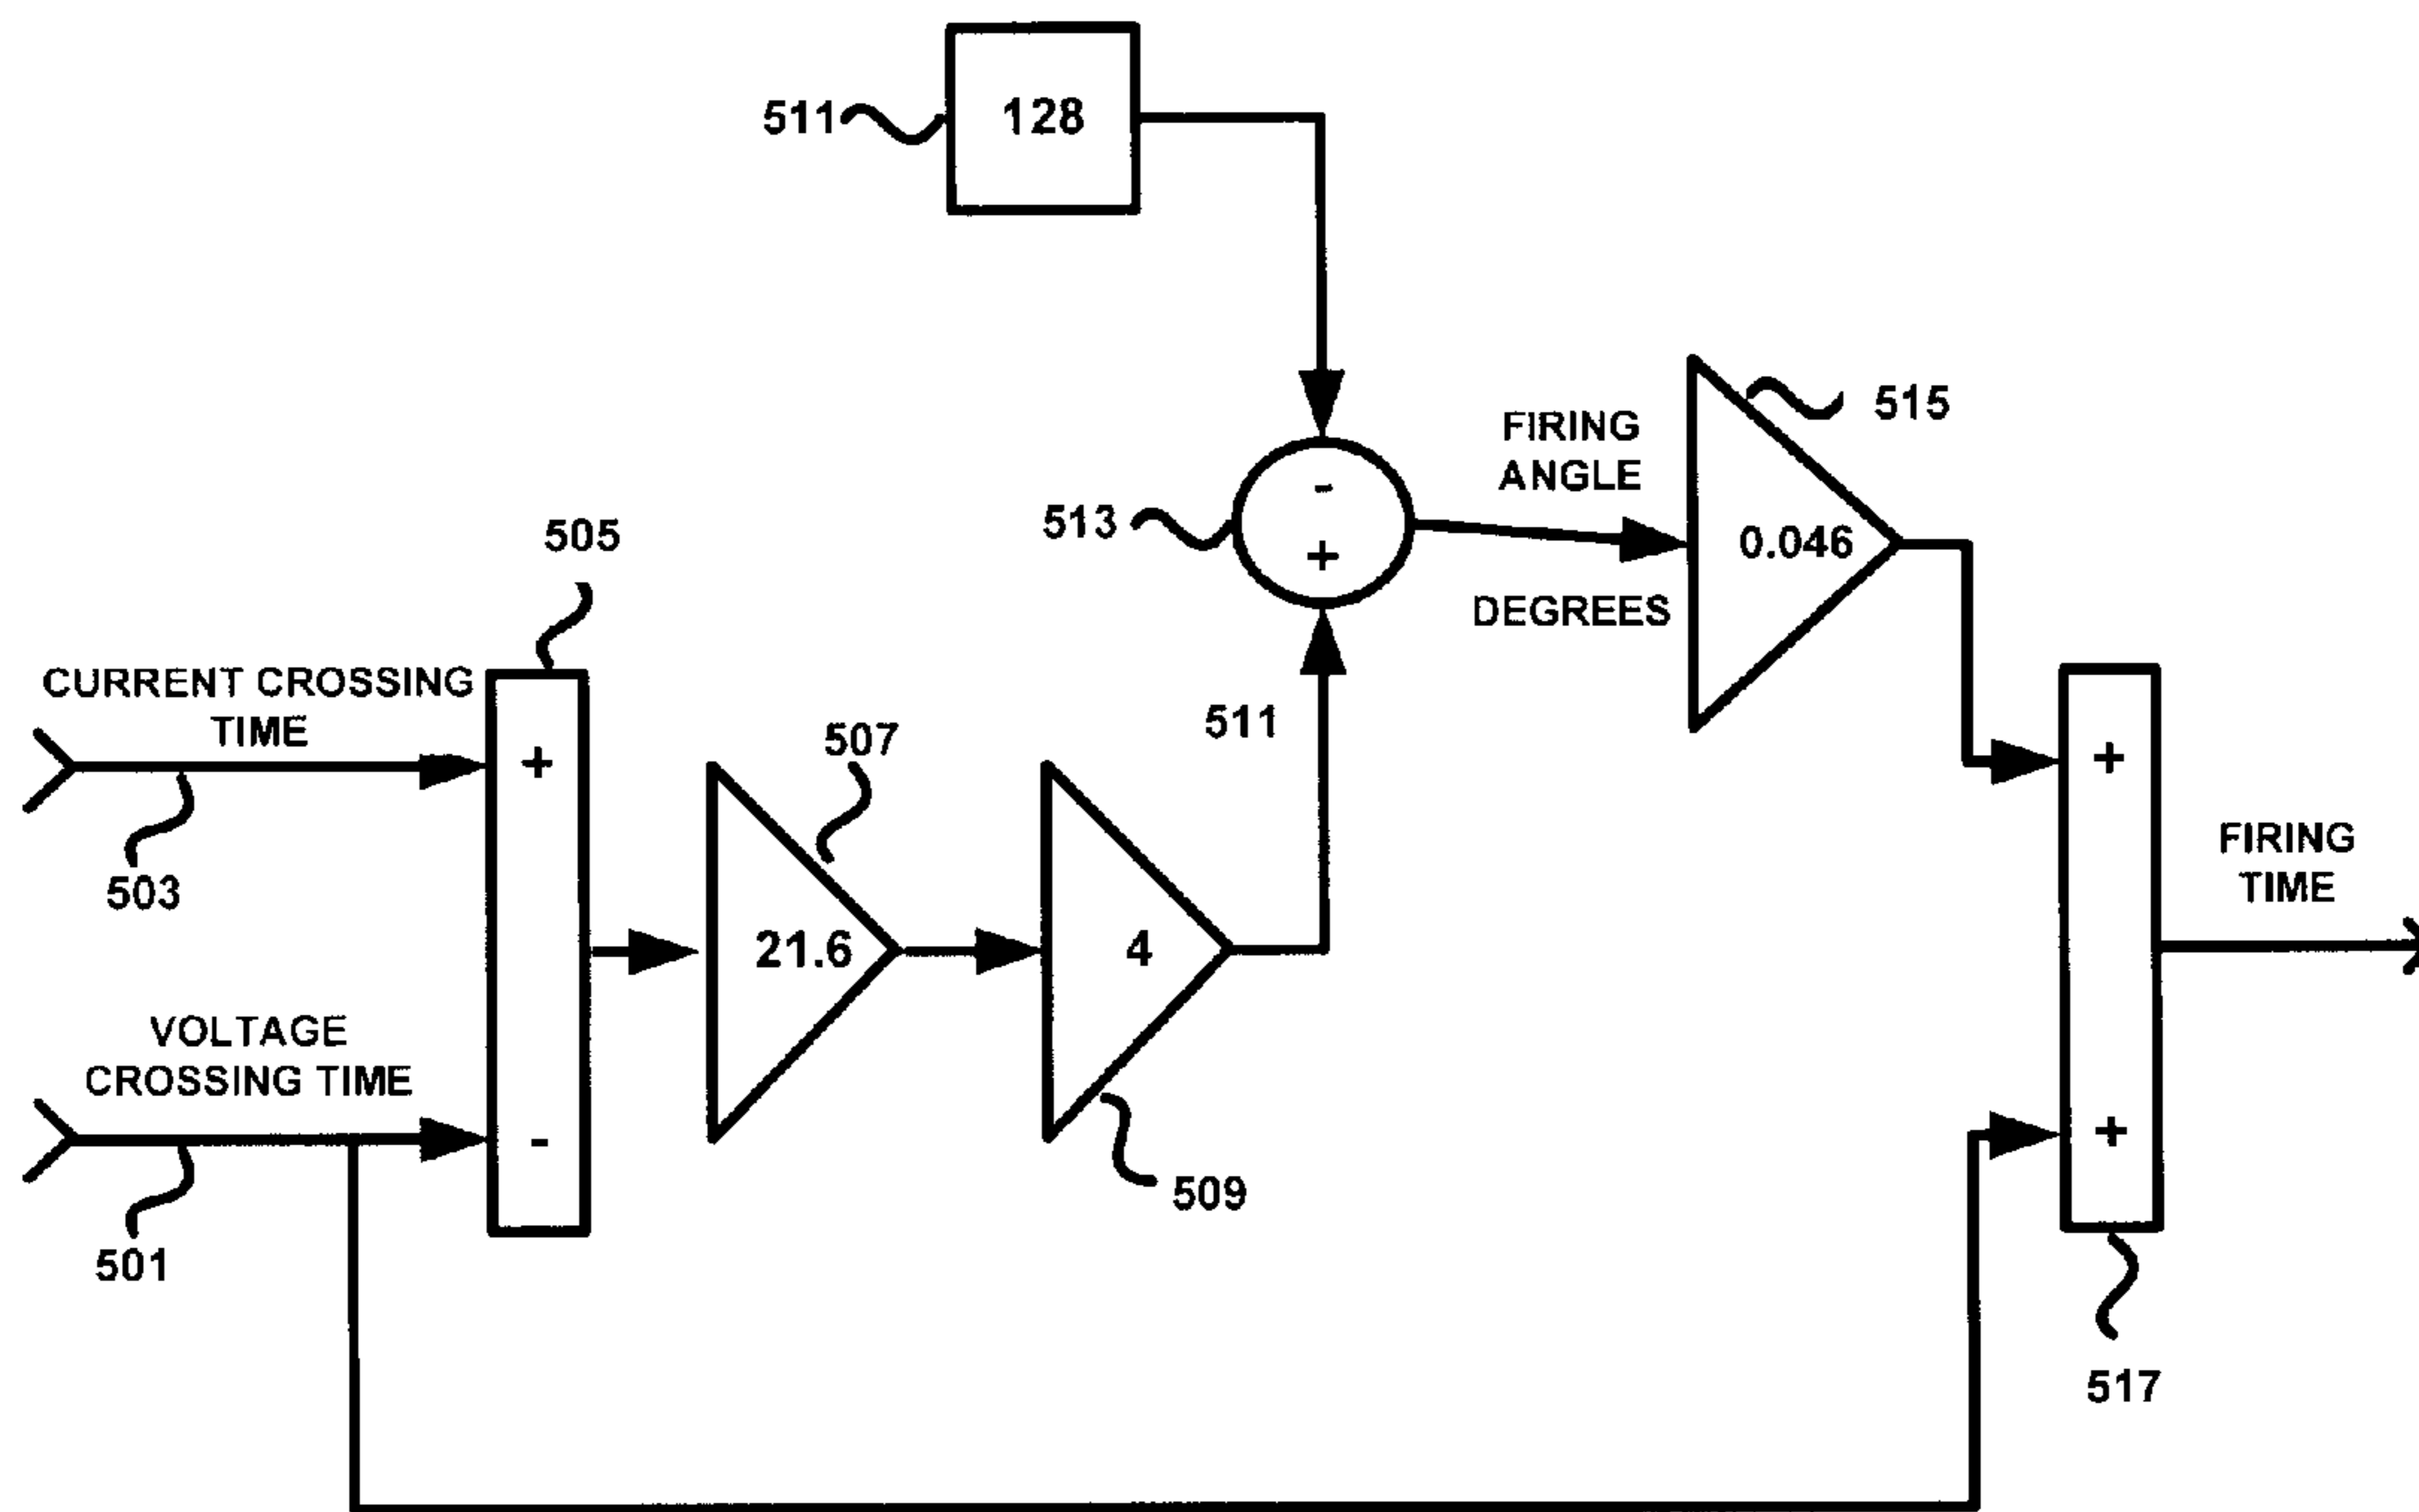 511
128
515
FIRING
ANGLE
0.046
513
-
+
DEGREES
505
CURRENT CROSSING
TIME
+
503
507
511
21.6
4
+
FIRING
TIME
VOLTAGE
CROSSING TIME
-
+
501
509
517